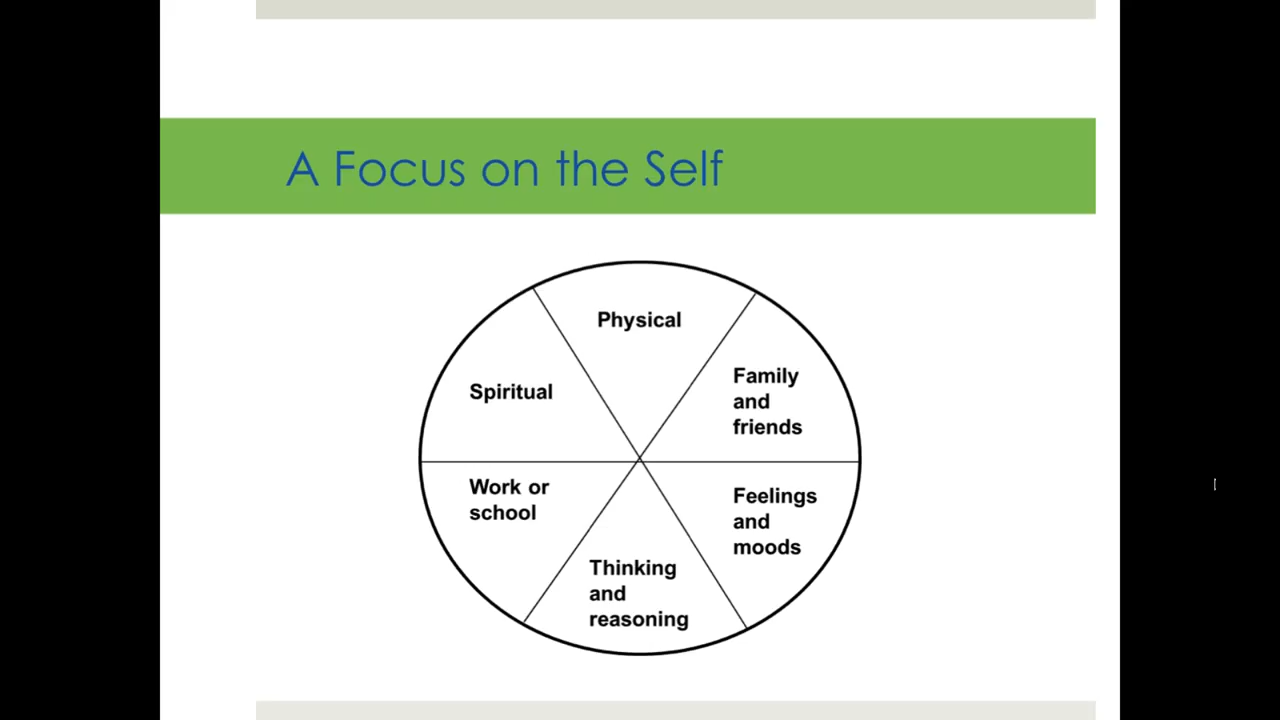 A Focus on the Self
Physical
Family
and
friends
Feelings
and
moods
Thinking
and
reasoning
Work or
school
Spiritual